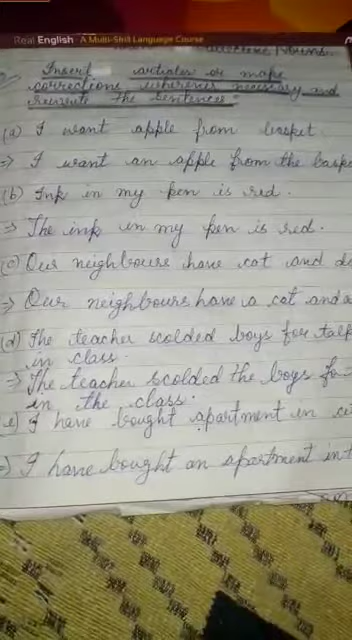 Real English A Multi-Skill Language Course
Nouns.
Insert articles or make
corrections wherever necessary and
Rewrite the sentences
(a) I want apple from basket.
⇒ I want an apple from the
(b) Ink in my pen is red.
⇒ The ink in my pen is red.
(c) Our neighbours have cat and
⇒ Our neighbours have a cat and
(d) The teacher scolded boys for
in class.
⇒ The teacher scolded the boys
in the class.
I have bought apartment in
I have bought an apartment in